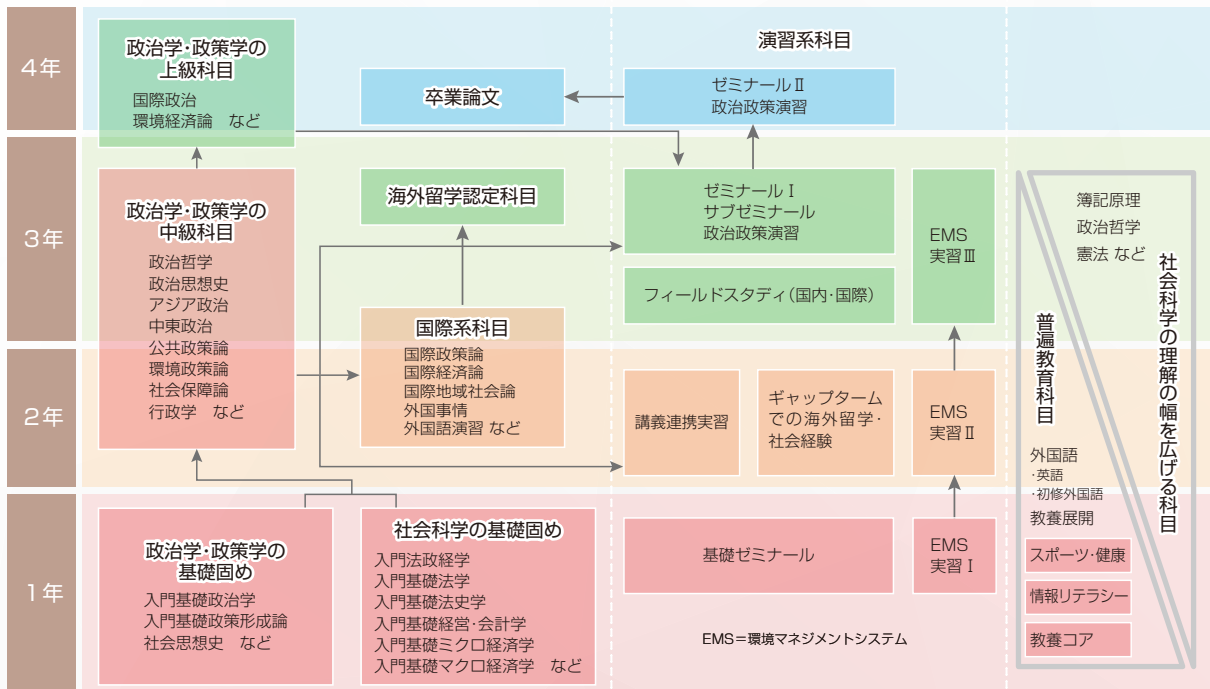 4年
政治学・政策学の
上級科目
国際政治
環境経済論　など
卒業論文
演習系科目
ゼミナールⅡ
政治政策演習
3年
政治学・政策学の
中級科目
政治哲学
政治思想史
アジア政治
中東政治
公共政策論
環境政策論
社会保障論
行政学　など
海外留学認定科目
国際系科目
国際政策論
国際経済論
国際地域社会論
外国事情
外国語演習 など
ゼミナールⅠ
サブゼミナール
政治政策演習
フィールドスタディ（国内・国際）
EMS
実習Ⅲ
2年
講義連携実習
ギャップターム
での海外留学・
社会経験
EMS
実習Ⅱ
1年
政治学・政策学の
基礎固め
入門基礎政治学
入門基礎政策形成論
社会思想史　など
社会科学の基礎固め
入門法政経学
入門基礎法学
入門基礎法史学
入門基礎経営・会計学
入門基礎ミクロ経済学
入門基礎マクロ経済学　など
基礎ゼミナール
EMS
実習Ⅰ
EMS＝環境マネジメントシステム
簿記原理
政治哲学
憲法 など
社会科学の理解の幅を広げる科目
普遍教育科目
外国語
・英語
・初修外国語
教養展開
スポーツ・健康
情報リテラシー
教養コア